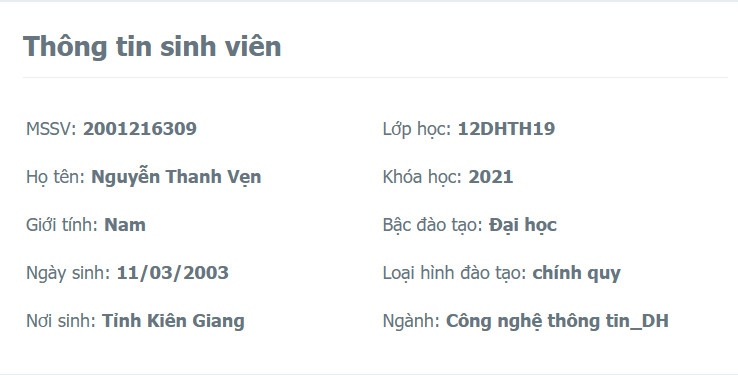 Thông tin sinh viên
MSSV: 2001216309
Lớp học: 12DHTH19
Họ tên: Nguyễn Thanh Vẹn
Khóa học: 2021
Giới tính: Nam
Bậc đào tạo: Đại học
Ngày sinh: 11/03/2003
Loại hình đào tạo: chính quy
Nơi sinh: Tỉnh Kiên Giang
Ngành: Công nghệ thông tin_DH